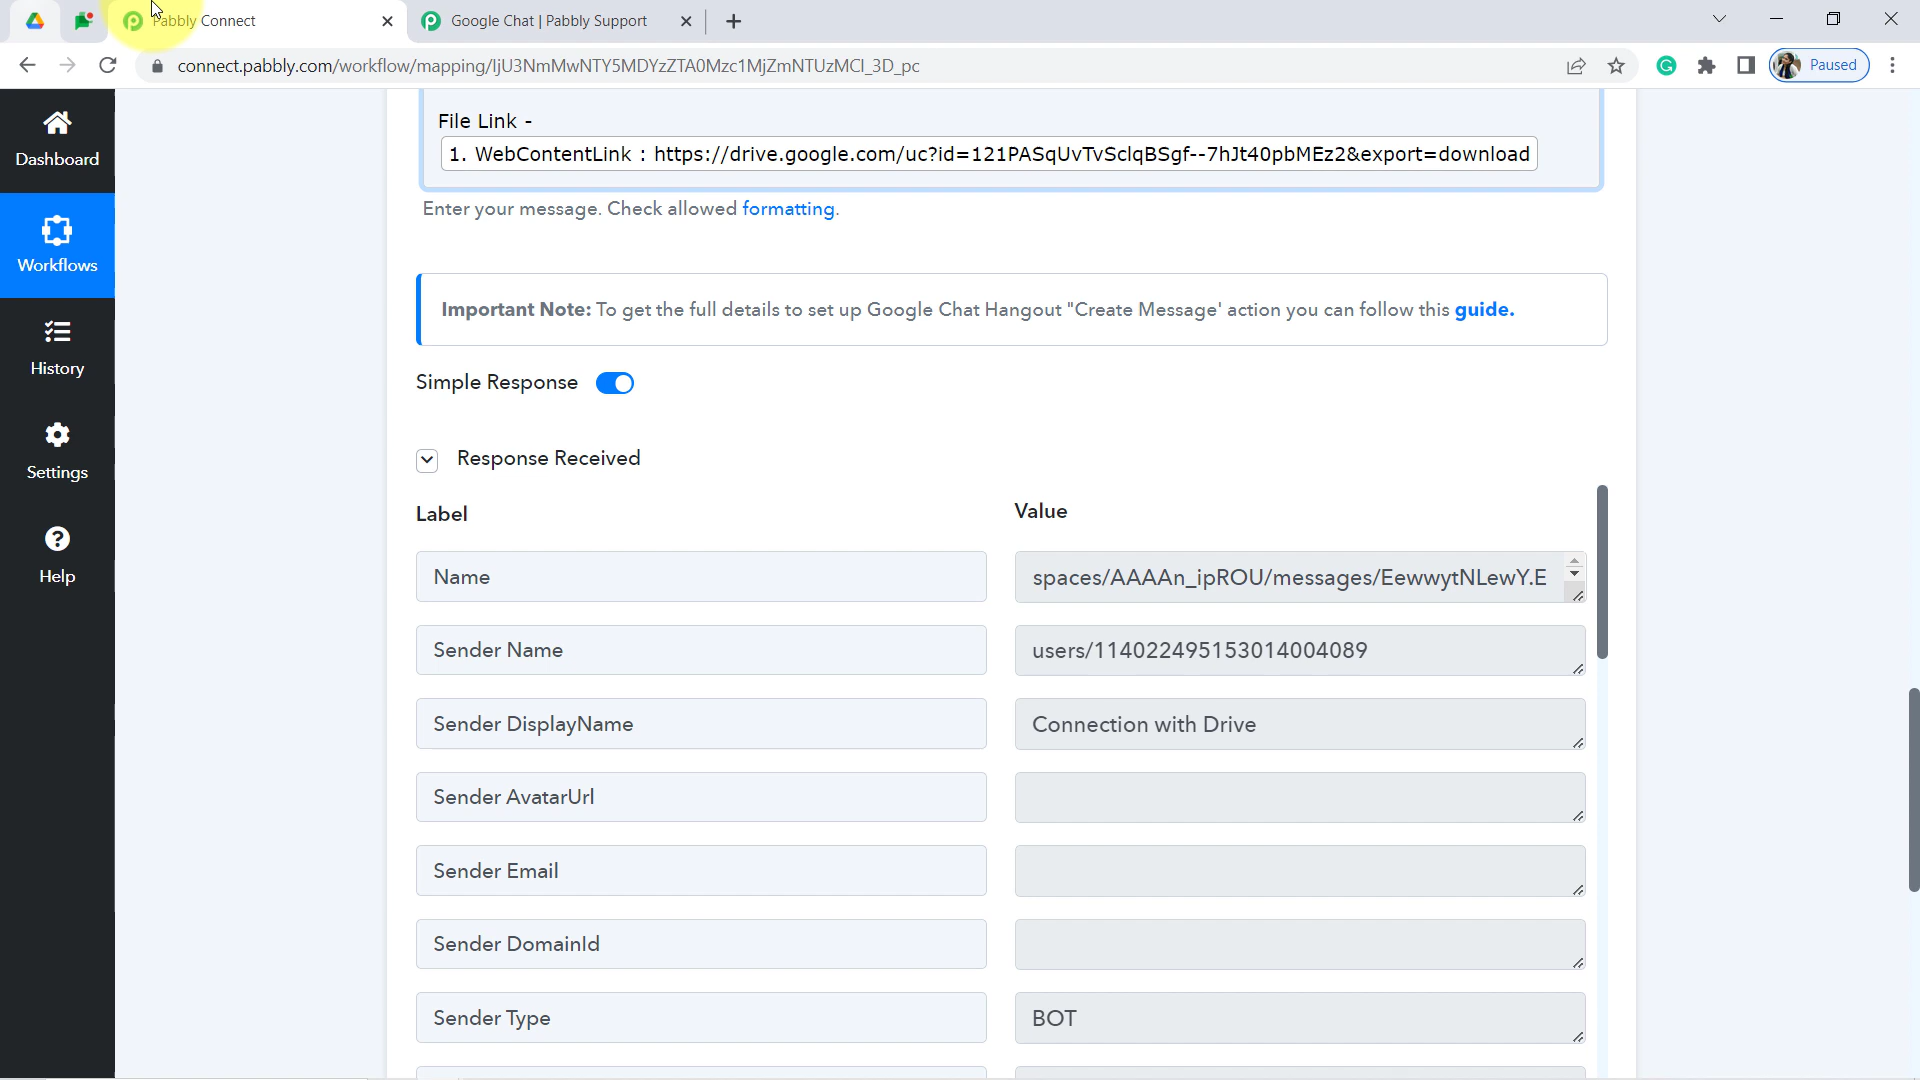 Pabbly Connect
Google Chat | Pabbly Support
connect.pabbly.com/workflow/mapping/IjU3NmMwNTY5MDYzZTA0Mzc1MjZmNTUzMCI_3D_pc
Paused
Dashboard
Workflows
History
Settings
Help
File Link -
1. WebContentLink : https://drive.google.com/uc?id=121PASqUvTvSclqBSgf--7hJt40pbMEz2&export=download
Enter your message. Check allowed formatting.
Important Note: To get the full details to set up Google Chat Hangout "Create Message' action you can follow this guide.
Simple Response
Response Received
Label
Value
Name
spaces/AAAAn_ipROU/messages/EewwytNLewY.E
Sender Name
users/114022495153014004089
Sender DisplayName
Connection with Drive
Sender AvatarUrl
Sender Email
Sender DomainId
Sender Type
BOT